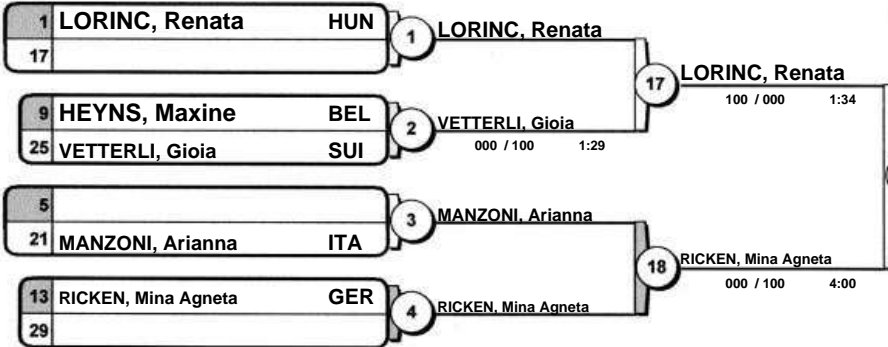 1 LORINC, Renata HUN
17
1 LORINC, Renata
9 HEYNS, Maxine BEL
25 VETTERLI, Gioia SUI
2 VETTERLI, Gioia
000 / 100 1:29
17 LORINC, Renata
100 / 000 1:34
5
21 MANZONI, Arianna ITA
3 MANZONI, Arianna
13 RICKEN, Mina Agneta GER
29
4 RICKEN, Mina Agneta
18 RICKEN, Mina Agneta
000 / 100 4:00